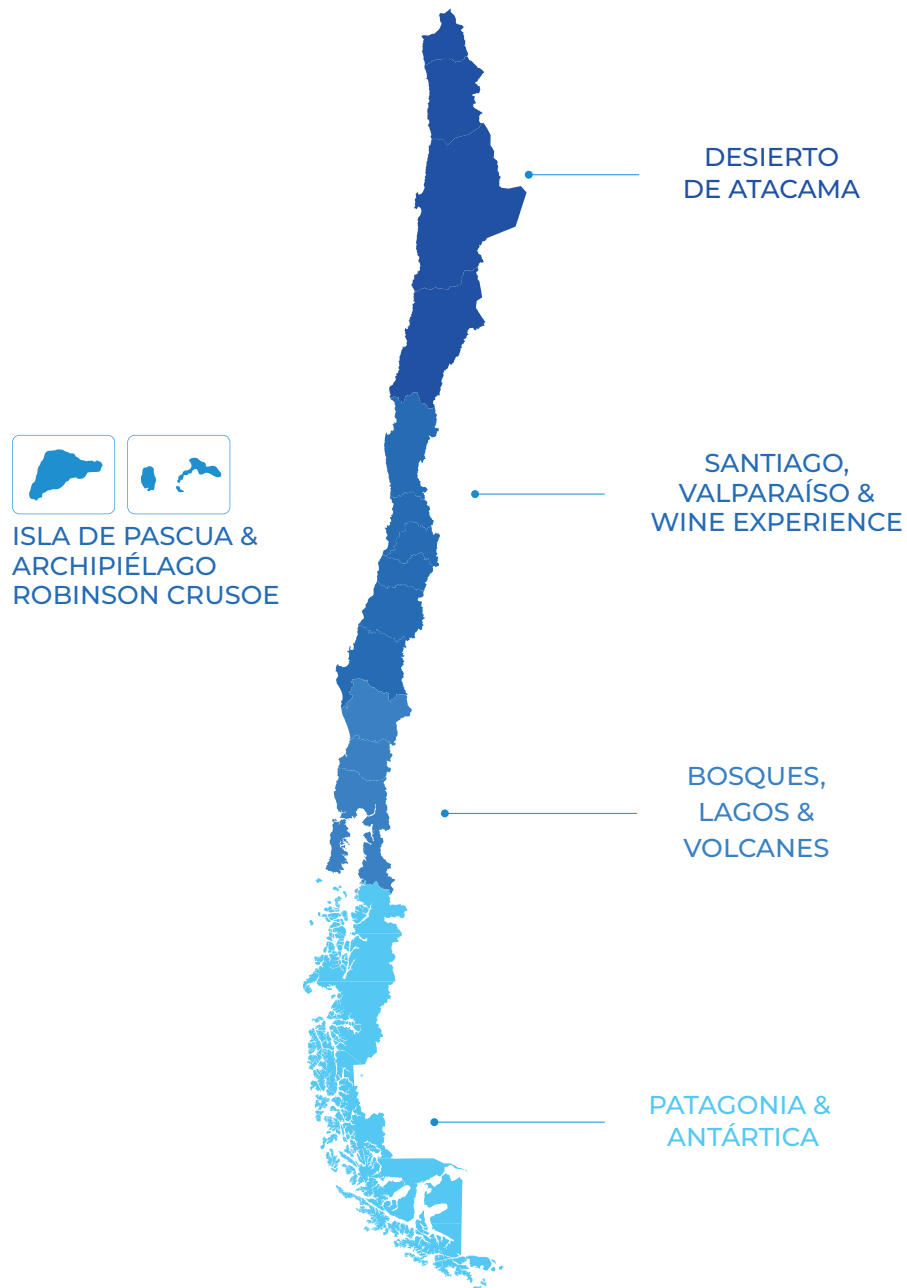 DESIERTO
DE ATACAMA
SANTIAGO,
VALPARAÍSO &
WINE EXPERIENCE
ISLA DE PASCUA &
ARCHIPIÉLAGO
ROBINSON CRUSOE
BOSQUES,
LAGOS &
VOLCANES
PATAGONIA &
ANTÁRTICA